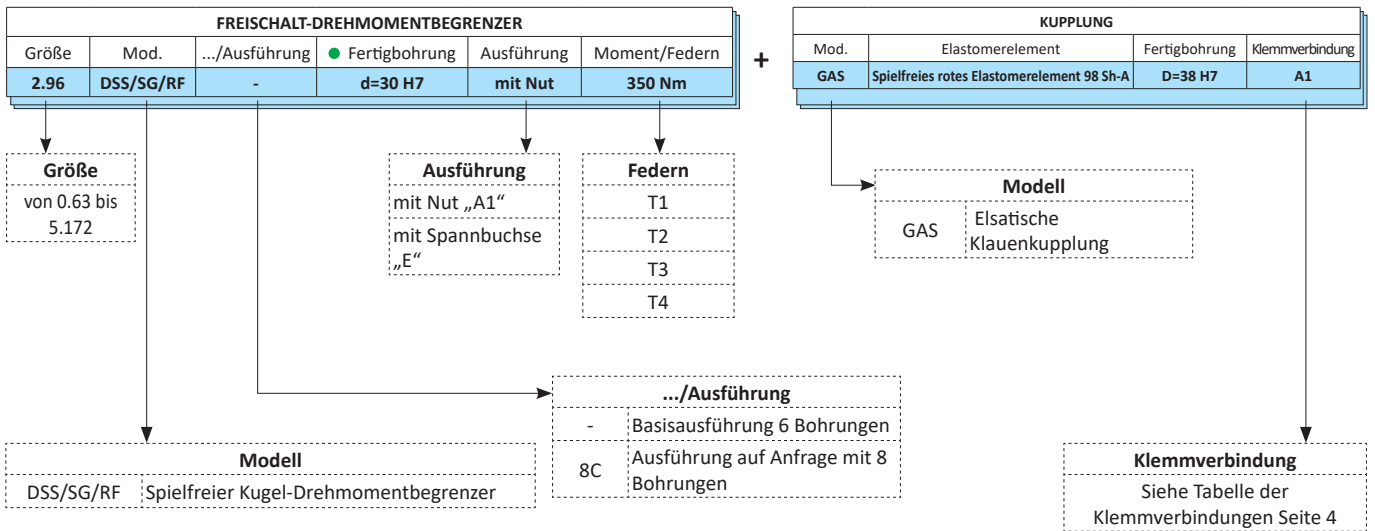 FREISCHALT-DREHMOMENTBEGRENZER
Größe Mod. .../Ausführung Fertigbohrung Ausführung Moment/Federn
2.96 DSS/SG/RF - d=30 H7 mit Nut 350 Nm
+
KUPPLUNG
Mod. Elastomerelement Fertigbohrung Klemmverbindung
GAS Spielfreies rotes Elastomerelement 98 Sh-A D=38 H7 A1
Größe
von 0.63 bis
5.172
Ausführung
mit Nut „A1“
mit Spannbuchse
„E“
Federn
T1
T2
T3
T4
Modell
GAS Elsatische
Klauenkupplung
.../Ausführung
- Basisausführung 6 Bohrungen
8C Ausführung auf Anfrage mit 8
Bohrungen
Modell
DSS/SG/RF Spielfreier Kugel-Drehmomentbegrenzer
Klemmverbindung
Siehe Tabelle der
Klemmverbindungen Seite 4